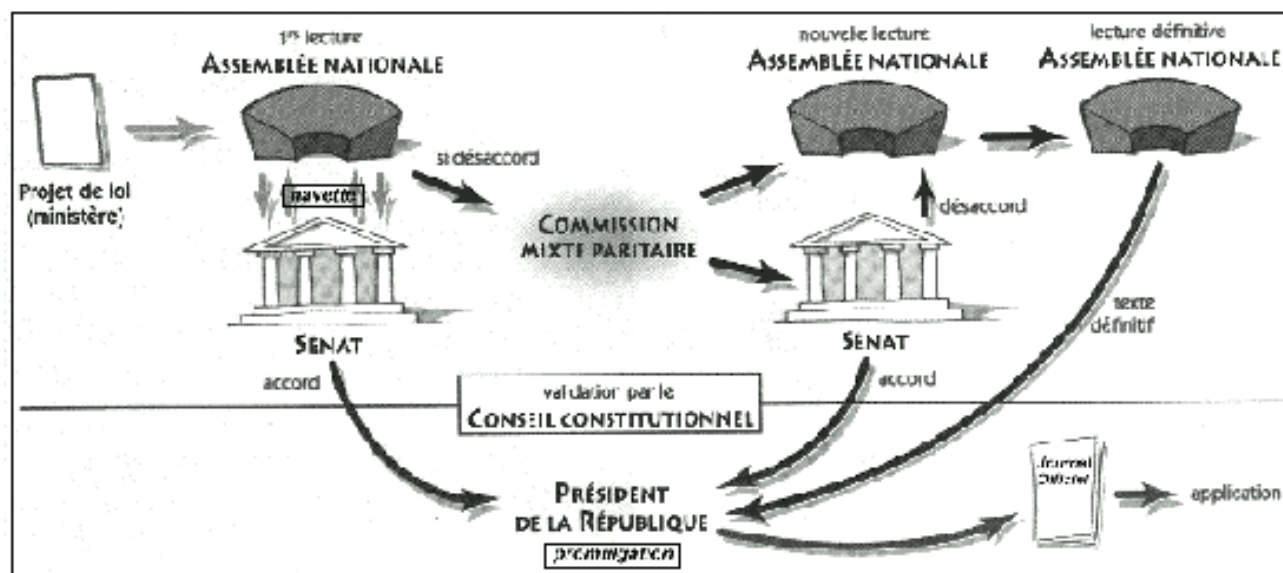 1re lecture
ASSEMBLÉE NATIONALE
nouvelle lecture
ASSEMBLÉE NATIONALE
lecture définitive
ASSEMBLÉE NATIONALE
Projet de loi
(ministère)
si désaccord
navette
COMMISSION
MIXTE PARITAIRE
désaccord
SENAT
SENAT
texte
définitif
accord
accord
validation par le
CONSEIL CONSTITUTIONNEL
PRÉSIDENT
DE LA RÉPUBLIQUE
promulgation
Journal
Officiel
application